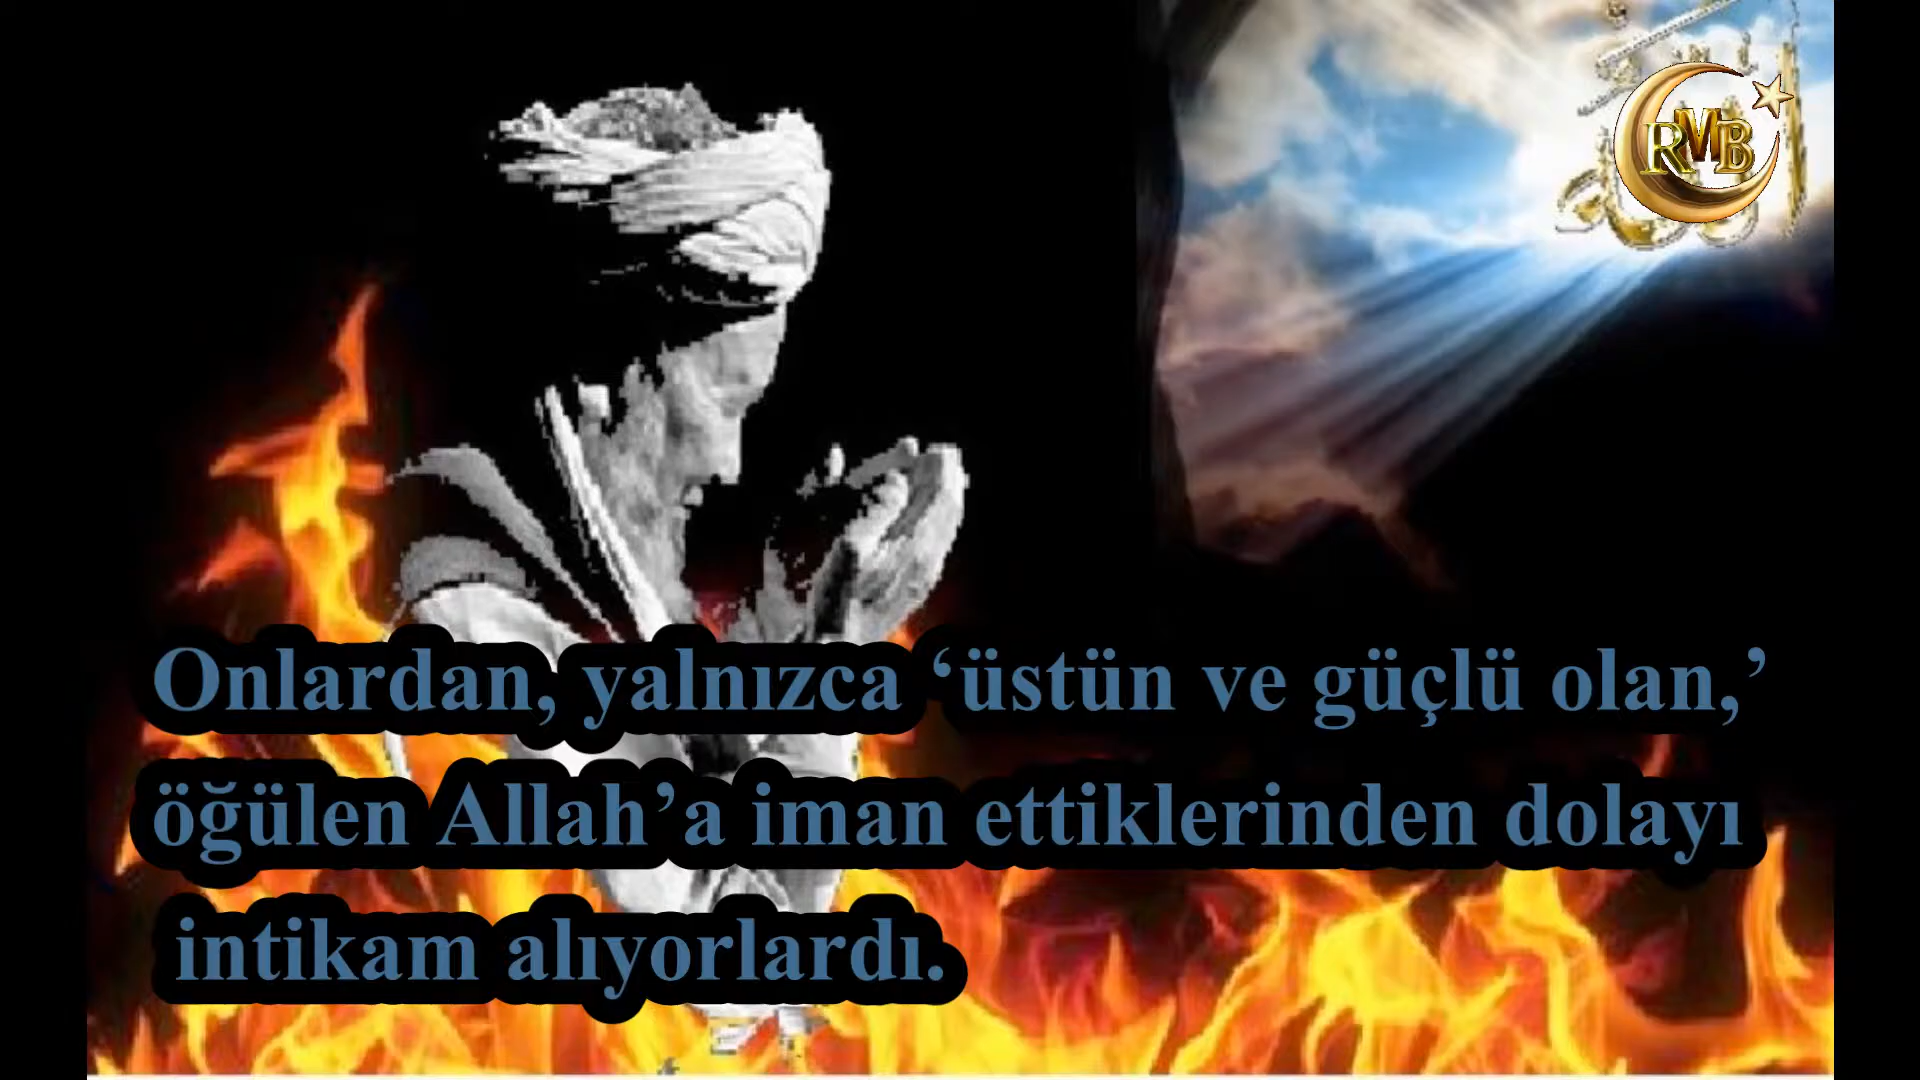 RMB
Onlardan, yalnızca ‘üstün ve güçlü olan,’
öğülen Allah’a iman ettiklerinden dolayı
intikam alıyorlardı.